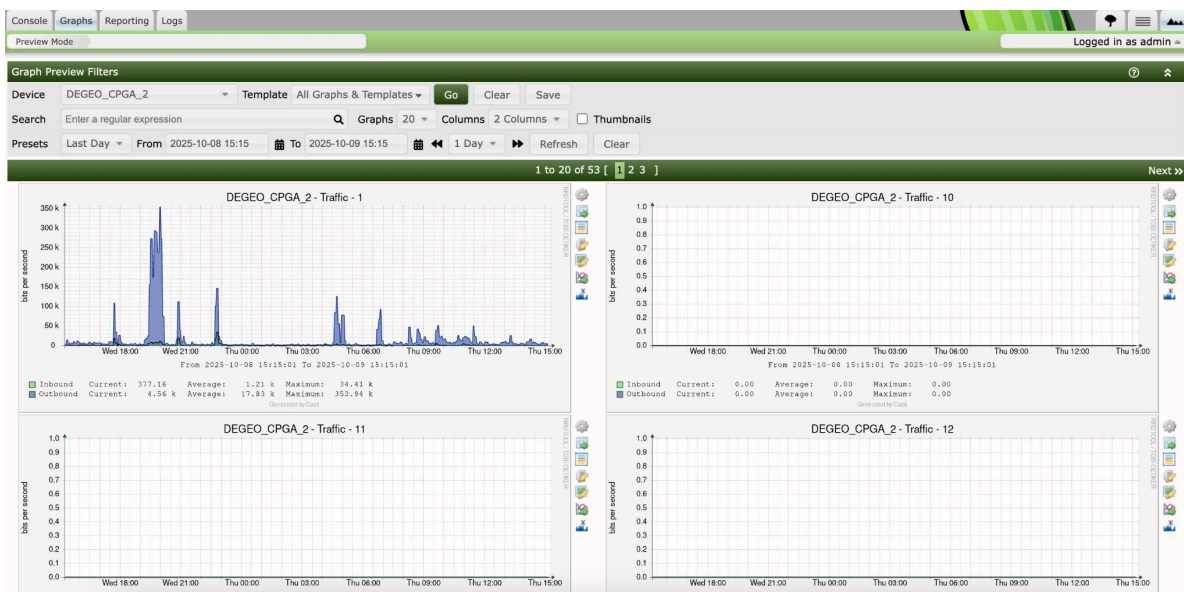 Console Graphs Reporting Logs
Preview Mode Logged in as admin
Graph Preview Filters
Device DEGEO_CPGA_2 Template All Graphs & Templates Go Clear Save
Search Enter a regular expression Graphs 20 Columns 2 Columns Thumbnails
Presets Last Day From 2025-10-08 15:15 To 2025-10-09 15:15 1 Day Refresh Clear
1 to 20 of 53 [ 1 2 3 ] Next >>
DEGEO_CPGA_2 - Traffic - 1
RRDTOOL / TOBI OETIKER
bits per second
350 k
300 k
250 k
200 k
150 k
100 k
50 k
0
Wed 18:00 Wed 21:00 Thu 00:00 Thu 03:00 Thu 06:00 Thu 09:00 Thu 12:00 Thu 15:00
From 2025-10-08 15:15:01 To 2025-10-09 15:15:01
Inbound Current: 377.16 Average: 1.21 k Maximum: 34.41 k
Outbound Current: 4.56 k Average: 17.83 k Maximum: 353.94 k
Generated by Cacti
DEGEO_CPGA_2 - Traffic - 10
RRDTOOL / TOBI OETIKER
bits per second
1.0
0.9
0.8
0.7
0.6
0.5
0.4
0.3
0.2
0.1
0.0
Wed 18:00 Wed 21:00 Thu 00:00 Thu 03:00 Thu 06:00 Thu 09:00 Thu 12:00 Thu 15:00
From 2025-10-08 15:15:01 To 2025-10-09 15:15:01
Inbound Current: 0.00 Average: 0.00 Maximum: 0.00
Outbound Current: 0.00 Average: 0.00 Maximum: 0.00
Generated by Cacti
DEGEO_CPGA_2 - Traffic - 11
RRDTOOL / TOBI OETIKER
bits per second
1.0
0.9
0.8
0.7
0.6
0.5
0.4
0.3
0.2
0.1
0.0
Wed 18:00 Wed 21:00 Thu 00:00 Thu 03:00 Thu 06:00 Thu 09:00 Thu 12:00 Thu 15:00
DEGEO_CPGA_2 - Traffic - 12
RRDTOOL / TOBI OETIKER
bits per second
1.0
0.9
0.8
0.7
0.6
0.5
0.4
0.3
0.2
0.1
0.0
Wed 18:00 Wed 21:00 Thu 00:00 Thu 03:00 Thu 06:00 Thu 09:00 Thu 12:00 Thu 15:00